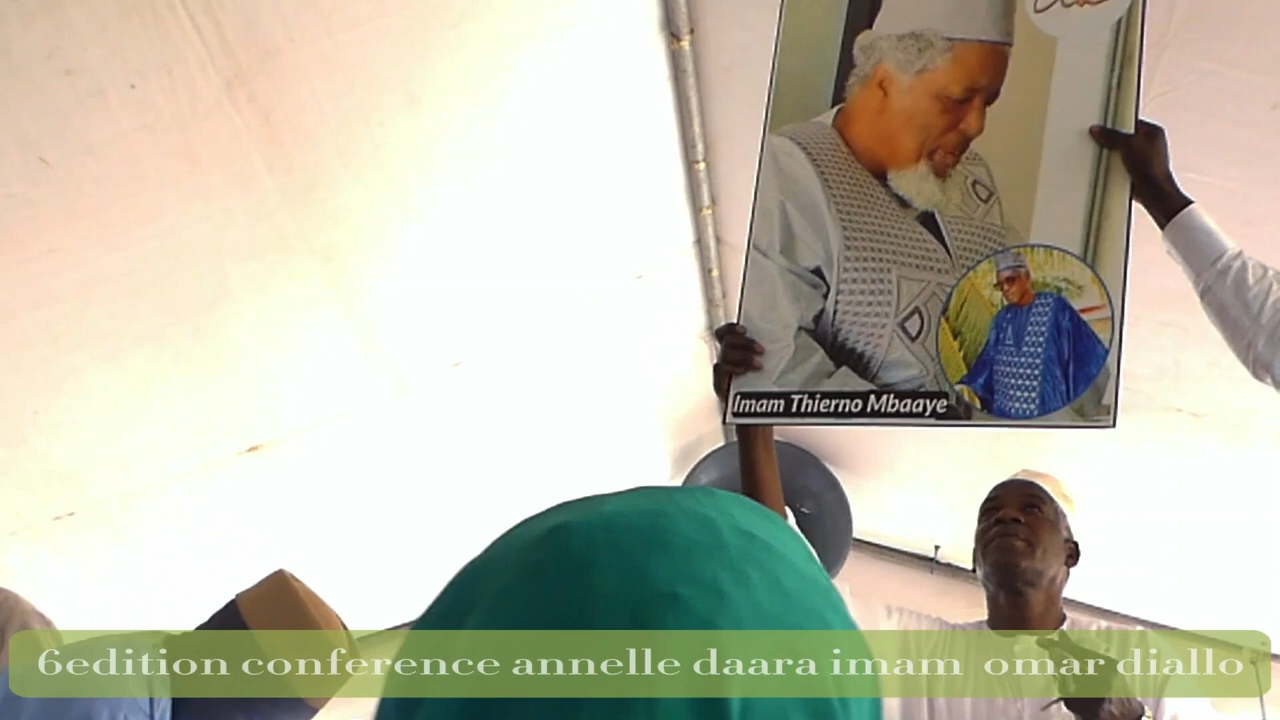 Imam Thierno Mbaaye
6edition conference annelle daara imam omar diallo